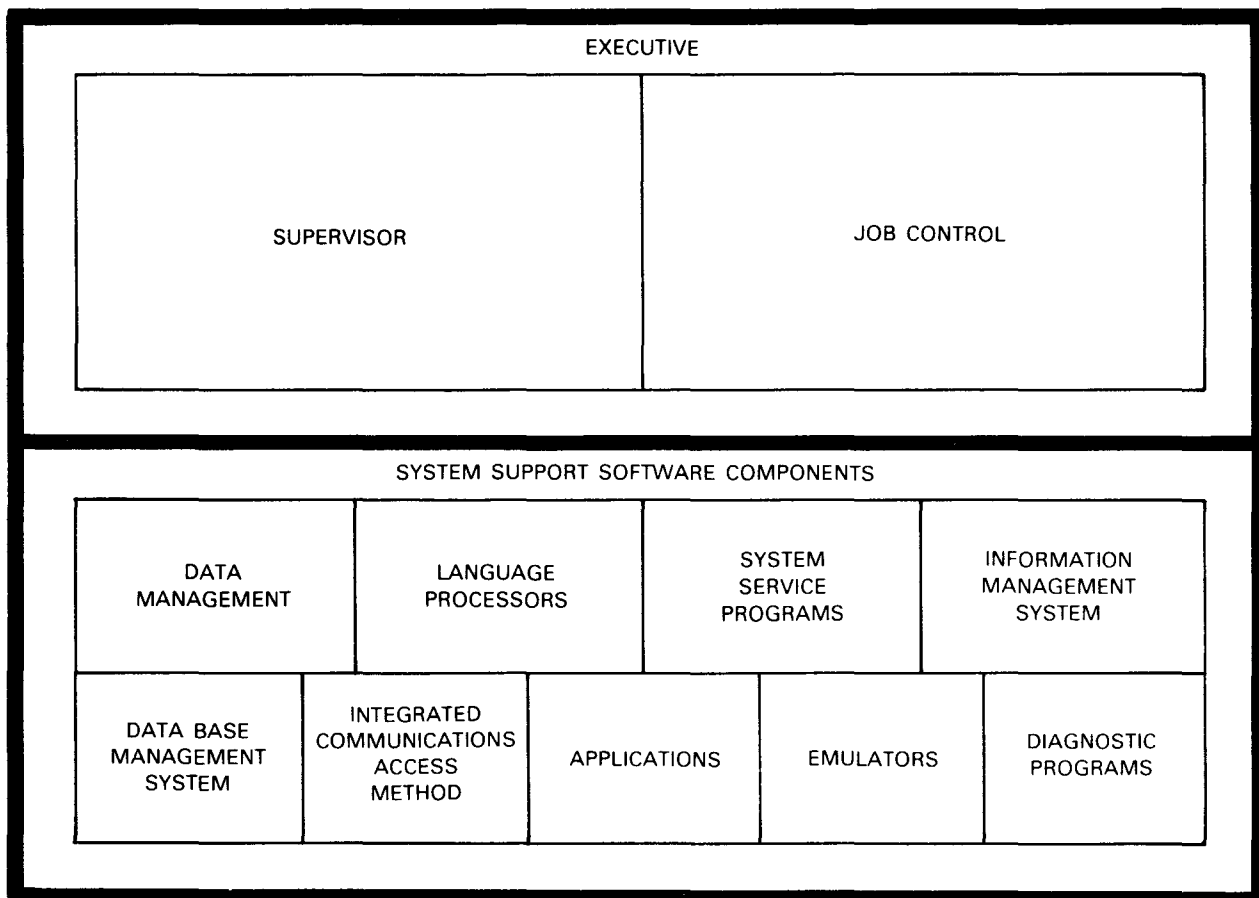 EXECUTIVE
SUPERVISOR
JOB CONTROL
SYSTEM SUPPORT SOFTWARE COMPONENTS
DATA
MANAGEMENT
LANGUAGE
PROCESSORS
SYSTEM
SERVICE
PROGRAMS
INFORMATION
MANAGEMENT
SYSTEM
DATA BASE
MANAGEMENT
SYSTEM
INTEGRATED
COMMUNICATIONS
ACCESS
METHOD
APPLICATIONS
EMULATORS
DIAGNOSTIC
PROGRAMS